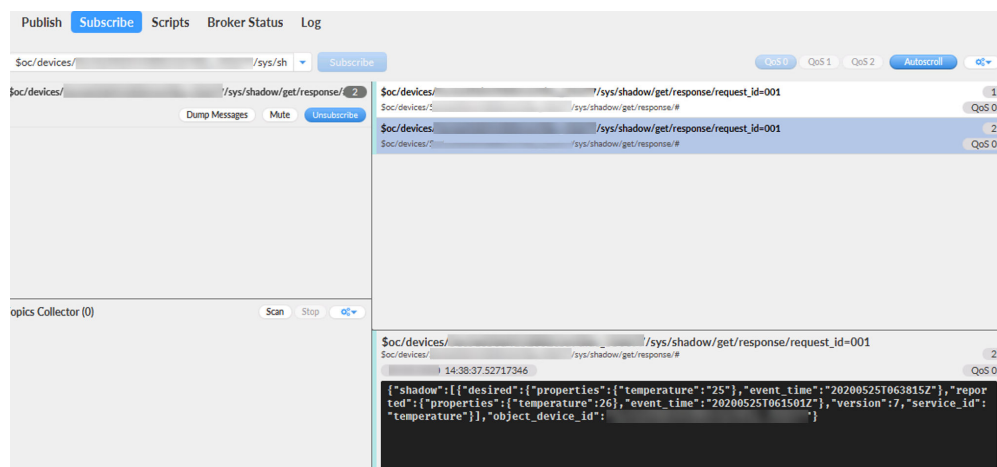 Publish Subscribe Scripts Broker Status Log
$oc/devices/ /sys/sh Subscribe QoS 0 QoS 1 QoS 2 Autoscroll
$oc/devices/ /sys/shadow/get/response/ 2
Dump Messages Mute Unsubscribe
$oc/devices/ /sys/shadow/get/response/request_id=001 1
$oc/devices/ /sys/shadow/get/response/# QoS 0
$oc/devices/ /sys/shadow/get/response/request_id=001 2
$oc/devices/ /sys/shadow/get/response/# QoS 0
opics Collector (0) Scan Stop
$oc/devices/ /sys/shadow/get/response/request_id=001
$oc/devices/ /sys/shadow/get/response/# 2
14:38:37.52717346 QoS 0
{"shadow":[{"desired":{"properties":{"temperature":"25"},"event_time":"20200525T063815Z"},"repor
ted":{"properties":{"temperature":26},"event_time":"20200525T061501Z"},"version":7,"service_id":
"temperature"}],"object_device_id": "}